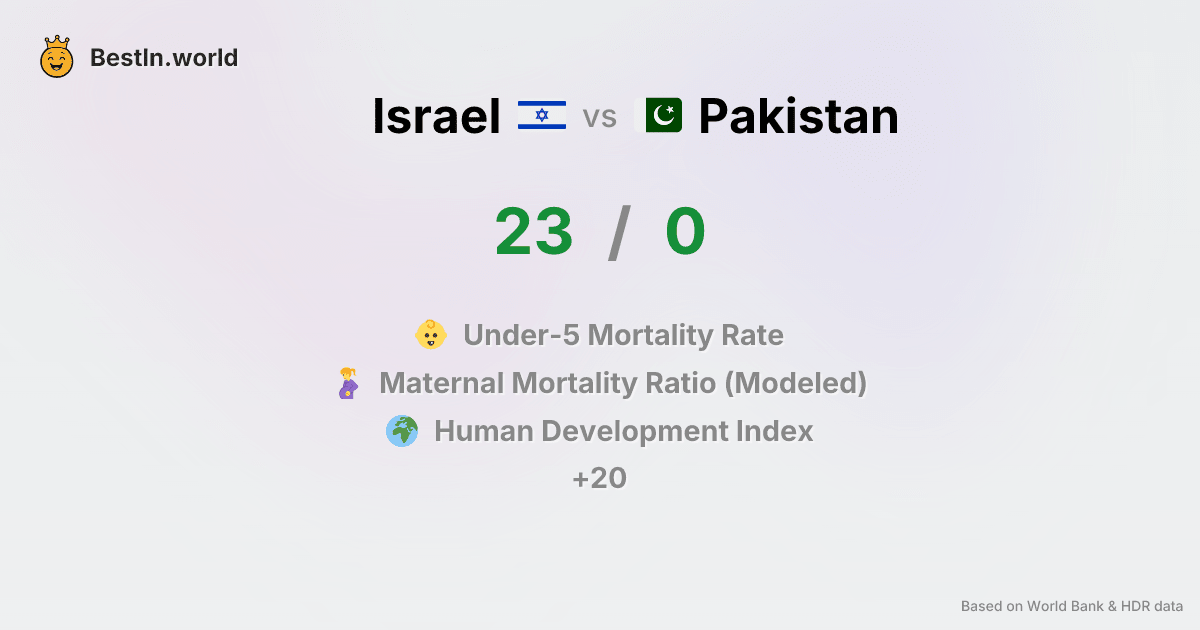 BestIn.world
Israel vs Pakistan
23 / 0
Under-5 Mortality Rate
Maternal Mortality Ratio (Modeled)
Human Development Index
+20
Based on World Bank & HDR data